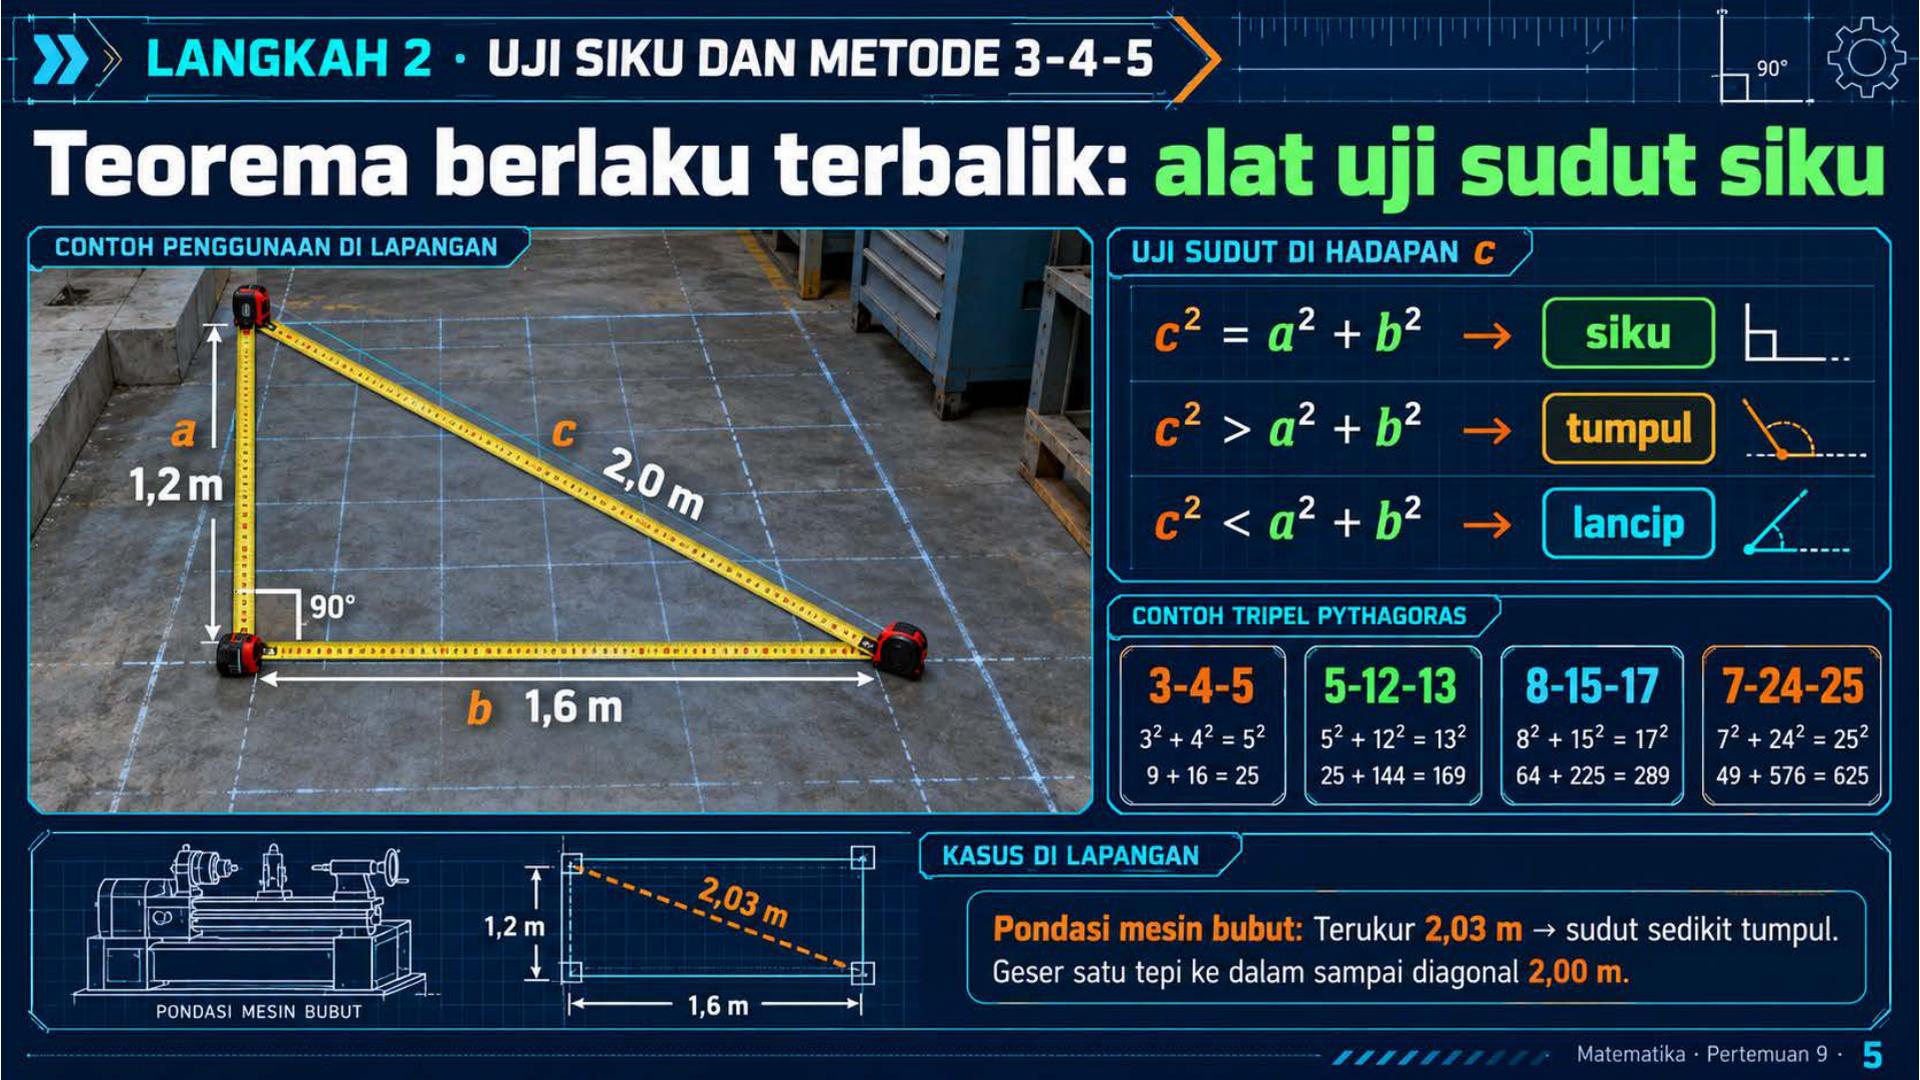 LANGKAH 2 · UJI SIKU DAN METODE 3-4-5
90°
Teorema berlaku terbalik: alat uji sudut siku
CONTOH PENGGUNAAN DI LAPANGAN
a
1,2 m
c
2,0 m
90°
b 1,6 m
UJI SUDUT DI HADAPAN c
c² = a² + b² → siku
c² > a² + b² → tumpul
c² < a² + b² → lancip
CONTOH TRIPEL PYTHAGORAS
3-4-5
3² + 4² = 5²
9 + 16 = 25
5-12-13
5² + 12² = 13²
25 + 144 = 169
8-15-17
8² + 15² = 17²
64 + 225 = 289
7-24-25
7² + 24² = 25²
49 + 576 = 625
PONDASI MESIN BUBUT
1,2 m
2,03 m
1,6 m
KASUS DI LAPANGAN
Pondasi mesin bubut: Terukur 2,03 m → sudut sedikit tumpul.
Geser satu tepi ke dalam sampai diagonal 2,00 m.
Matematika · Pertemuan 9 · 5